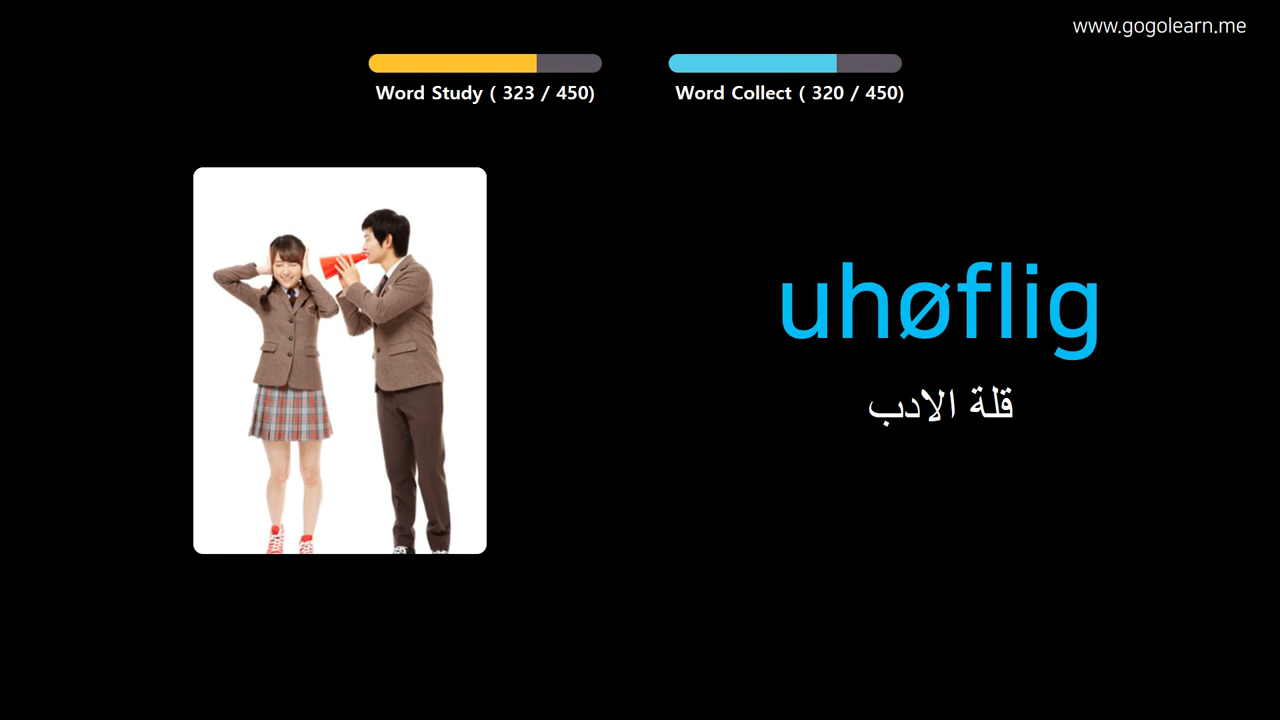 www.gogolearn.me
Word Study ( 323 / 450)
Word Collect ( 320 / 450)
uhøflig
قلة الادب